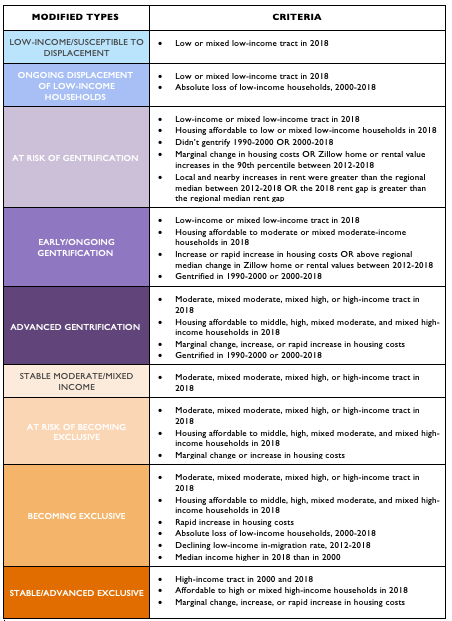 MODIFIED TYPES
CRITERIA
LOW-INCOME/SUSCEPTIBLE TO
DISPLACEMENT
• Low or mixed low-income tract in 2018
ONGOING DISPLACEMENT
OF LOW-INCOME
HOUSEHOLDS
• Low or mixed low-income tract in 2018
• Absolute loss of low-income households, 2000-2018
AT RISK OF GENTRIFICATION
• Low-income or mixed low-income tract in 2018
• Housing affordable to low or mixed low-income households in 2018
• Didn't gentrify 1990-2000 OR 2000-2018
• Marginal change in housing costs OR Zillow home or rental value
increases in the 90th percentile between 2012-2018
• Local and nearby increases in rent were greater than the regional
median between 2012-2018 OR the 2018 rent gap is greater than
the regional median rent gap
EARLY/ONGOING
GENTRIFICATION
• Low-income or mixed low-income tract in 2018
• Housing affordable to moderate or mixed moderate-income
households in 2018
• Increase or rapid increase in housing costs OR above regional
median change in Zillow home or rental values between 2012-2018
• Gentrified in 1990-2000 or 2000-2018
ADVANCED GENTRIFICATION
• Moderate, mixed moderate, mixed high, or high-income tract in
2018
• Housing affordable to middle, high, mixed moderate, and mixed high-
income households in 2018
• Marginal change, increase, or rapid increase in housing costs
• Gentrified in 1990-2000 or 2000-2018
STABLE MODERATE/MIXED
INCOME
• Moderate, mixed moderate, mixed high, or high-income tract in
2018
AT RISK OF BECOMING
EXCLUSIVE
• Moderate, mixed moderate, mixed high, or high-income tract in
2018
• Housing affordable to middle, high, mixed moderate, and mixed high-
income households in 2018
• Marginal change or increase in housing costs
BECOMING EXCLUSIVE
• Moderate, mixed moderate, mixed high, or high-income tract in
2018
• Housing affordable to middle, high, mixed moderate, and mixed high-
income households in 2018
• Rapid increase in housing costs
• Absolute loss of low-income households, 2000-2018
• Declining low-income in-migration rate, 2012-2018
• Median income higher in 2018 than in 2000
STABLE/ADVANCED EXCLUSIVE
• High-income tract in 2000 and 2018
• Affordable to high or mixed high-income households in 2018
• Marginal change, increase, or rapid increase in housing costs